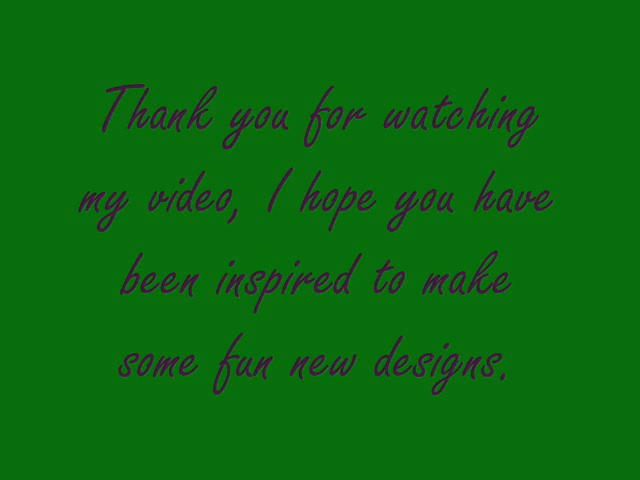 Thank you for watching
my video, I hope you have
been inspired to make
some fun new designs.